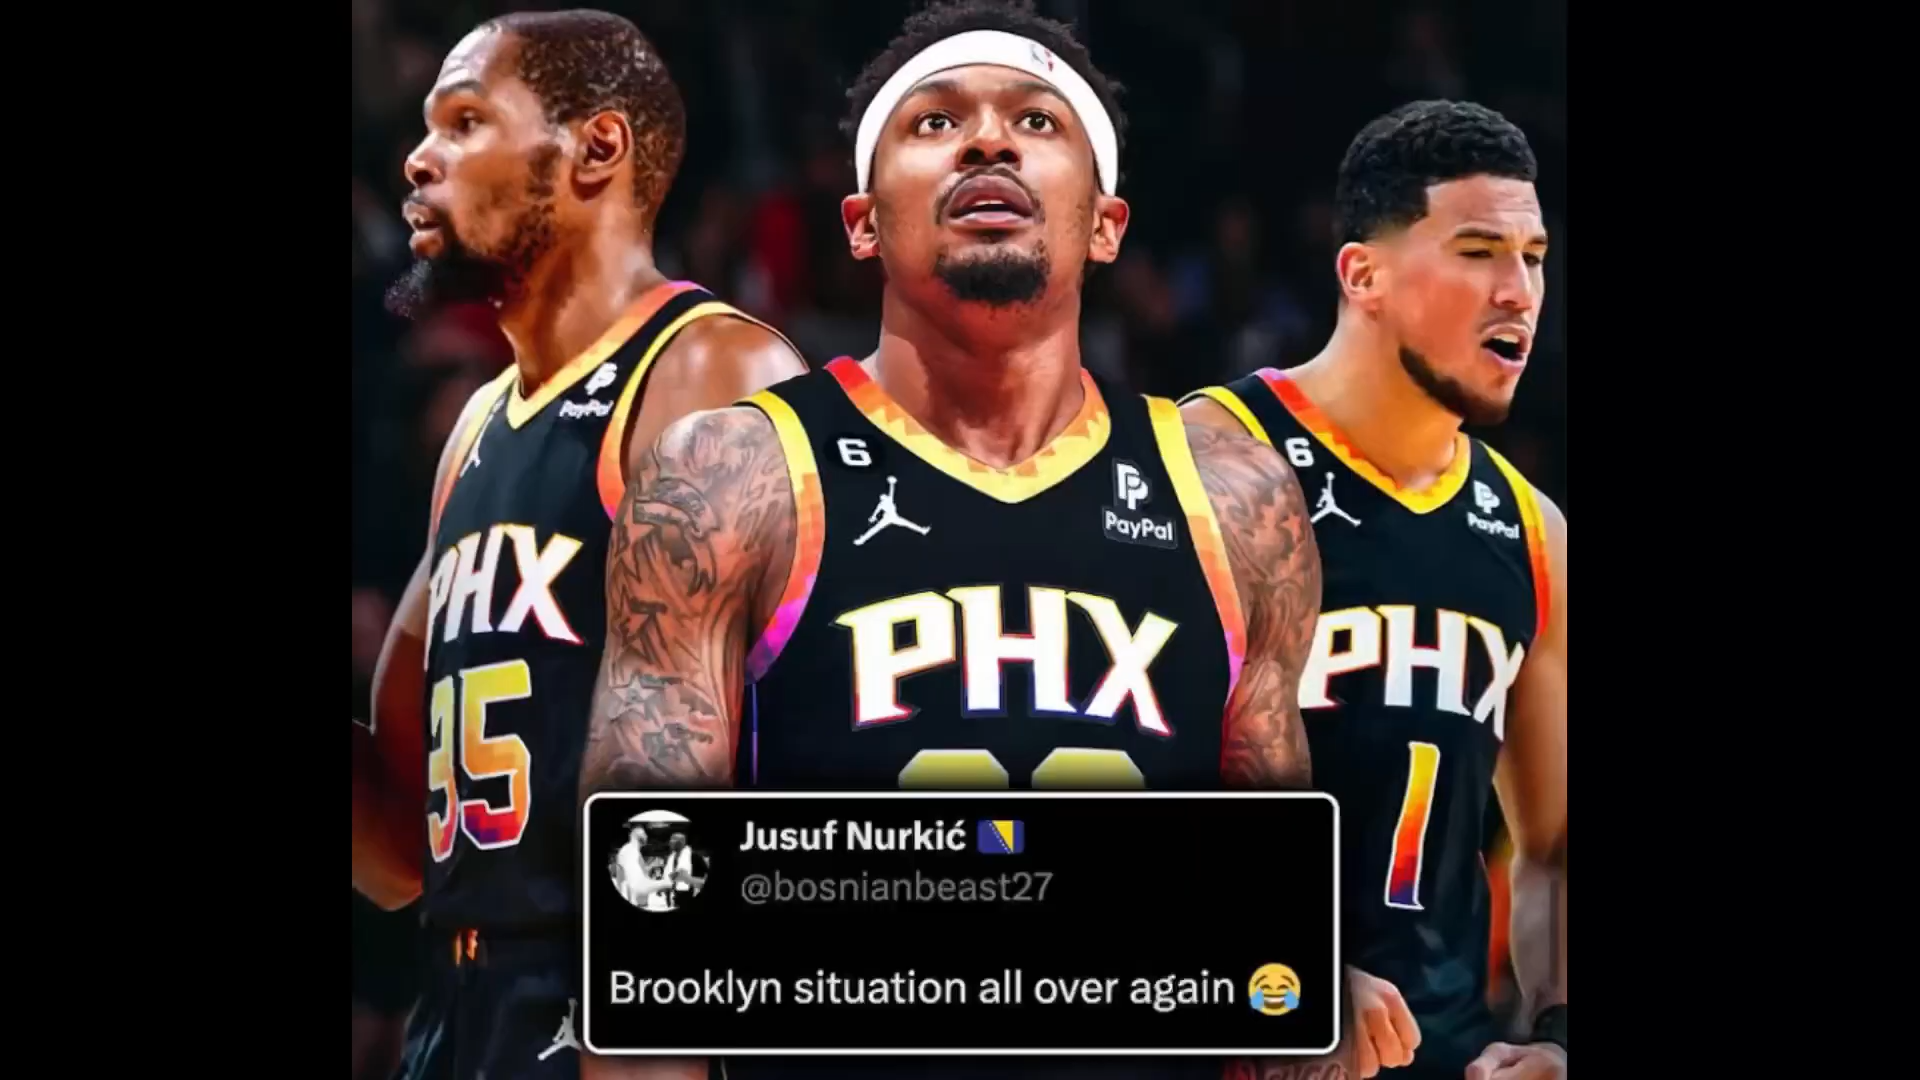 PayPal
6
PayPal
6
PayPal
PHX
35
PHX
PHX
1
Jusuf Nurkić
@bosnianbeast27
Brooklyn situation all over again 😂